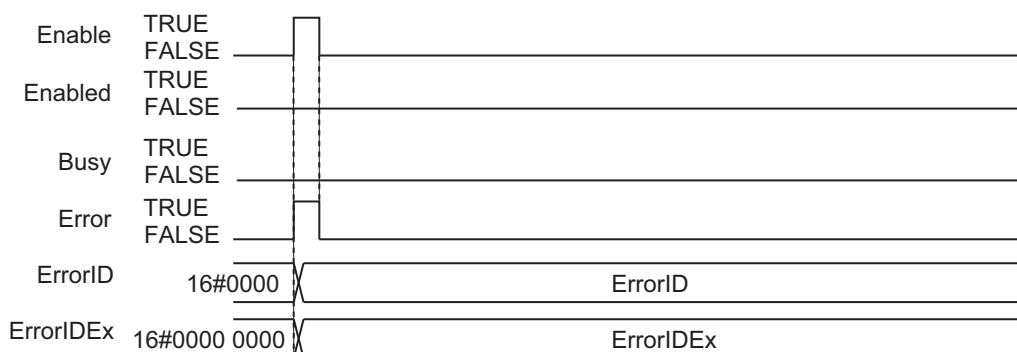 Enable TRUE
FALSE
Enabled TRUE
FALSE
Busy TRUE
FALSE
Error TRUE
FALSE
ErrorID 16#0000 ErrorID
ErrorIDEx 16#0000 0000 ErrorIDEx